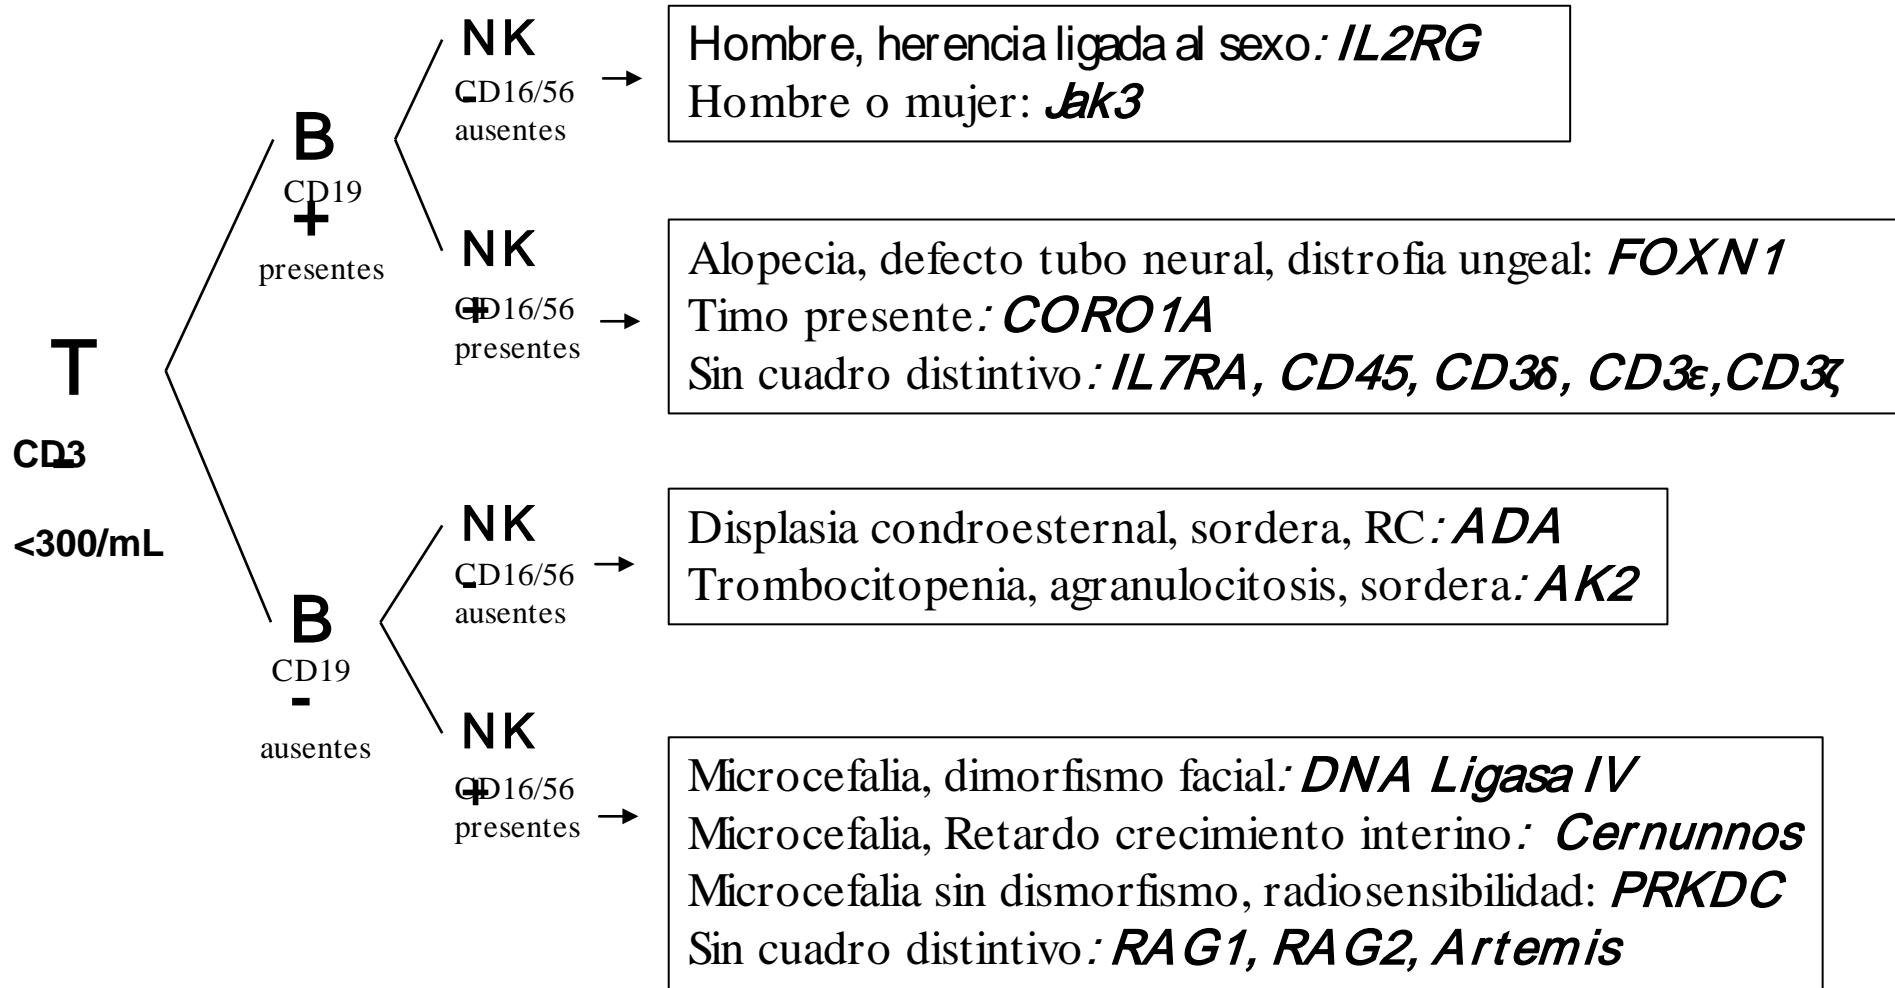 T
CD3
-
<300/mL
B
CD19
+
presentes
NK
CD16/56
-
ausentes
Hombre, herencia ligada al sexo: IL2RG
Hombre o mujer: Jak3
NK
CD16/56
+
presentes
Alopecia, defecto tubo neural, distrofia ungeal: FOXN1
Timo presente: CORO1A
Sin cuadro distintivo: IL7RA, CD45, CD3δ, CD3ε,CD3ζ
B
CD19
-
ausentes
NK
CD16/56
-
ausentes
Displasia condroesternal, sordera, RC: ADA
Trombocitopenia, agranulocitosis, sordera: AK2
NK
CD16/56
+
presentes
Microcefalia, dimorfismo facial: DNA Ligasa IV
Microcefalia, Retardo crecimiento interino: Cernunnos
Microcefalia sin dismorfismo, radiosensibilidad: PRKDC
Sin cuadro distintivo: RAG1, RAG2, Artemis